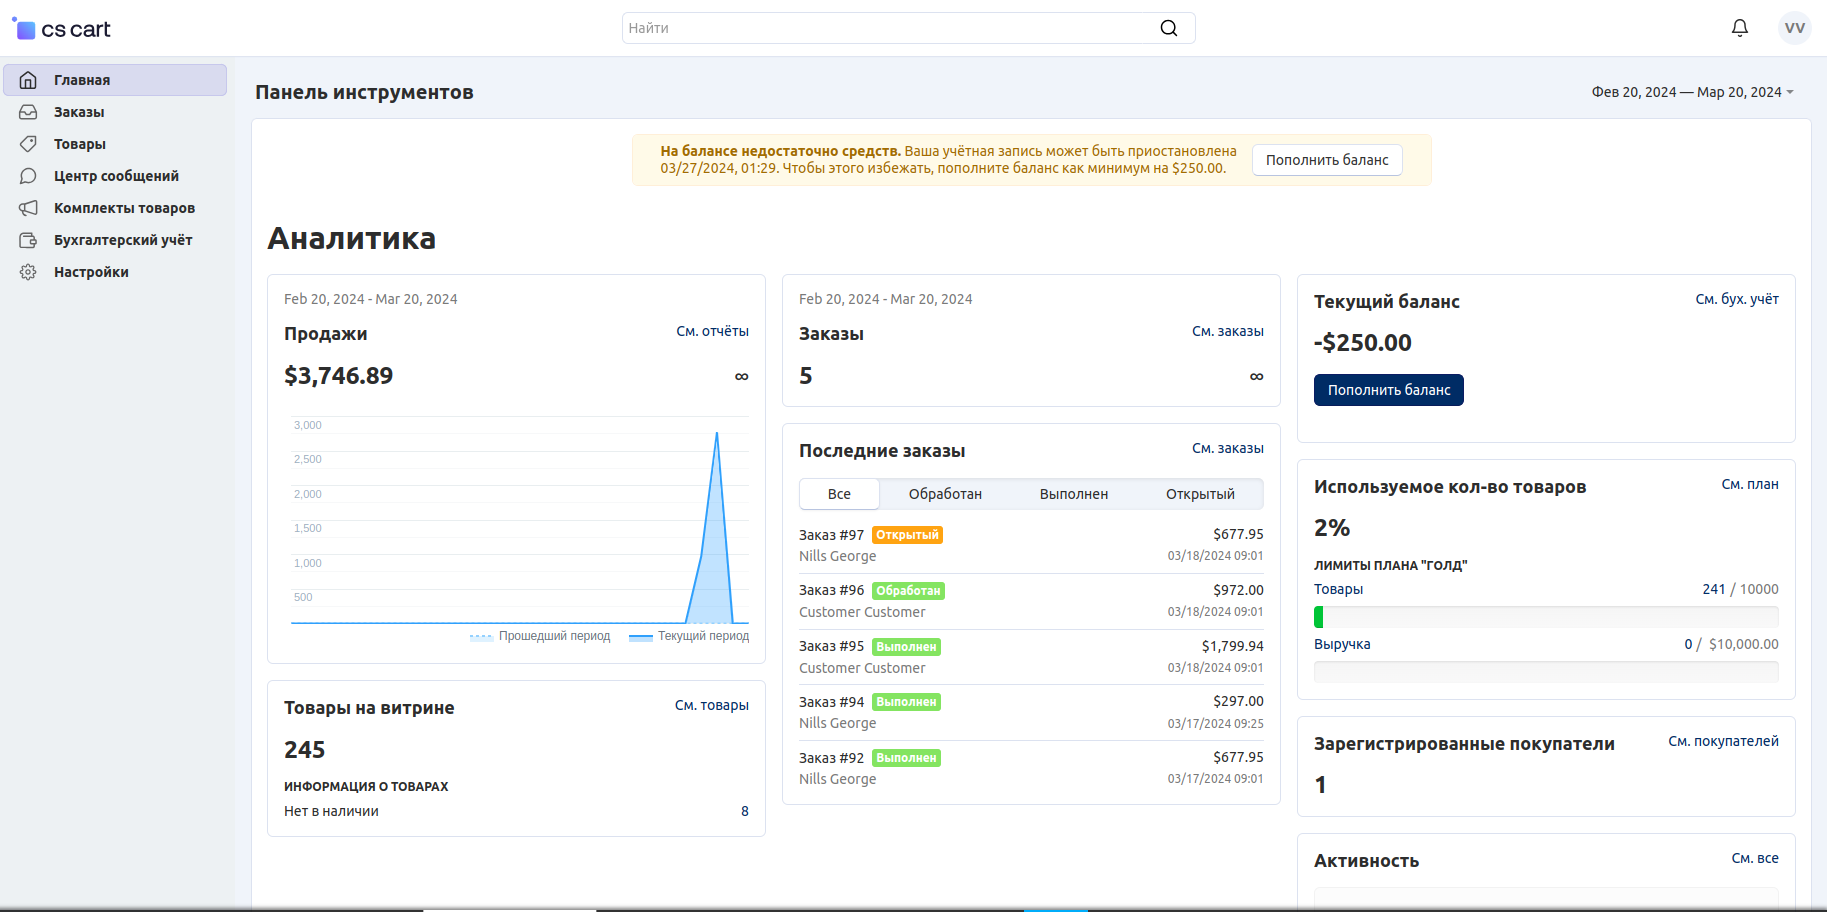 cs cart
Найти
VV
Главная
Заказы
Товары
Центр сообщений
Комплекты товаров
Бухгалтерский учёт
Настройки
Панель инструментов
Фев 20, 2024 — Мар 20, 2024
На балансе недостаточно средств. Ваша учётная запись может быть приостановлена
03/27/2024, 01:29. Чтобы этого избежать, пополните баланс как минимум на $250.00.
Пополнить баланс
Аналитика
Feb 20, 2024 - Mar 20, 2024
Продажи
См. отчёты
$3,746.89
∞
3,000
2,500
2,000
1,500
1,000
500
Прошедший период
Текущий период
Товары на витрине
См. товары
245
ИНФОРМАЦИЯ О ТОВАРАХ
Нет в наличии 8
Feb 20, 2024 - Mar 20, 2024
Заказы
См. заказы
5
∞
Последние заказы
См. заказы
Все Обработан Выполнен Открытый
Заказ #97 Открытый $677.95
Nills George 03/18/2024 09:01
Заказ #96 Обработан $972.00
Customer Customer 03/18/2024 09:01
Заказ #95 Выполнен $1,799.94
Customer Customer 03/18/2024 09:01
Заказ #94 Выполнен $297.00
Nills George 03/17/2024 09:25
Заказ #92 Выполнен $677.95
Nills George 03/17/2024 09:01
Текущий баланс
См. бух. учёт
-$250.00
Пополнить баланс
Используемое кол-во товаров
См. план
2%
ЛИМИТЫ ПЛАНА "ГОЛД"
Товары 241 / 10000
Выручка 0 / $10,000.00
Зарегистрированные покупатели
См. покупателей
1
Активность
См. все